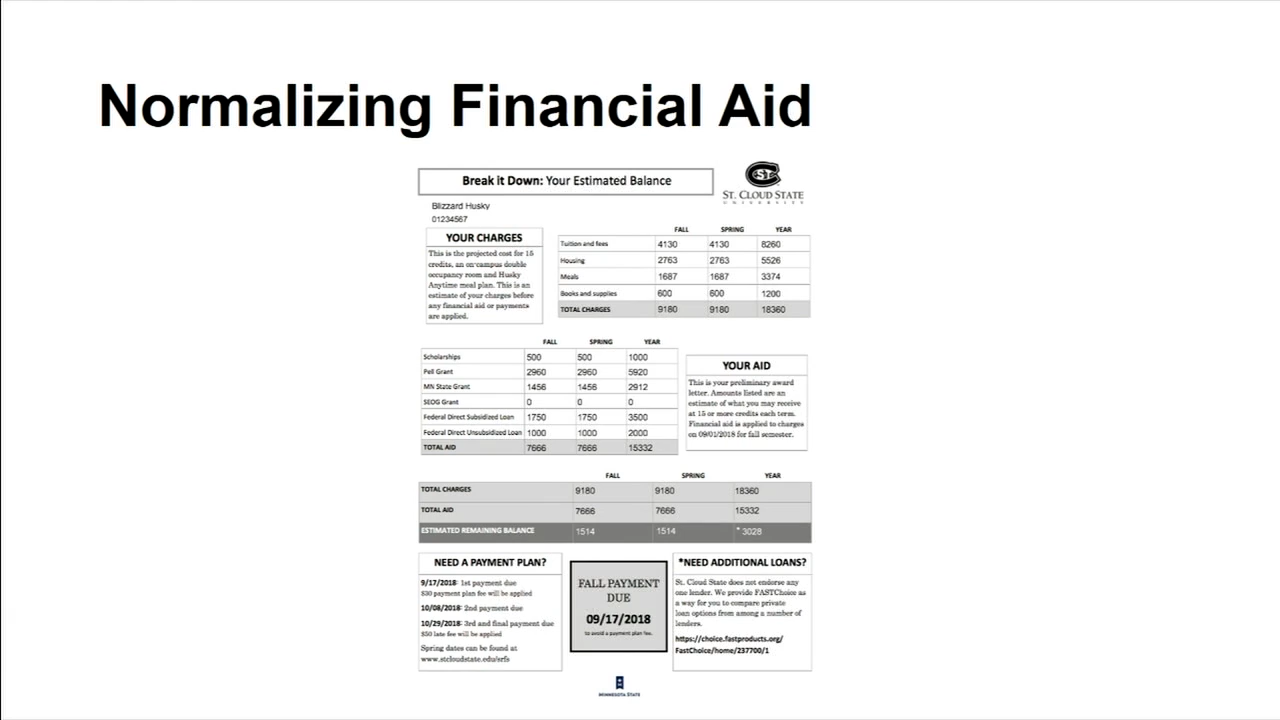 Normalizing Financial Aid
Break it Down: Your Estimated Balance
ST
ST. CLOUD STATE
UNIVERSITY
Blizzard Husky
01234567
YOUR CHARGES
This is the projected cost for 15
credits, an on-campus double
occupancy room and Husky
Anytime meal plan. This is an
estimate of your charges before
any financial aid or payments
are applied.
FALL SPRING YEAR
Tuition and fees 4130 4130 8260
Housing 2763 2763 5526
Meals 1687 1687 3374
Books and supplies 600 600 1200
TOTAL CHARGES 9180 9180 18360
FALL SPRING YEAR
Scholarships 500 500 1000
Pell Grant 2960 2960 5920
MN State Grant 1456 1456 2912
SEOG Grant 0 0 0
Federal Direct Subsidized Loan 1750 1750 3500
Federal Direct Unsubsidized Loan 1000 1000 2000
TOTAL AID 7666 7666 15332
YOUR AID
This is your preliminary award
letter. Amounts listed are an
estimate of what you may receive
at 15 or more credits each term.
Financial aid is applied to charges
on 09/01/2018 for fall semester.
FALL SPRING YEAR
TOTAL CHARGES 9180 9180 18360
TOTAL AID 7666 7666 15332
ESTIMATED REMAINING BALANCE 1514 1514 * 3028
NEED A PAYMENT PLAN?
9/17/2018: 1st payment due
$30 payment plan fee will be applied
10/08/2018: 2nd payment due
10/29/2018: 3rd and final payment due
$50 late fee will be applied
Spring dates can be found at
www.stcloudstate.edu/srfs
FALL PAYMENT
DUE
09/17/2018
to avoid a payment plan fee.
*NEED ADDITIONAL LOANS?
St. Cloud State does not endorse any
one lender. We provide FASTChoice as
a way for you to compare private
loan options from among a number of
lenders.
https://choice.fastproducts.org/
FastChoice/home/237700/1
MINNESOTA STATE